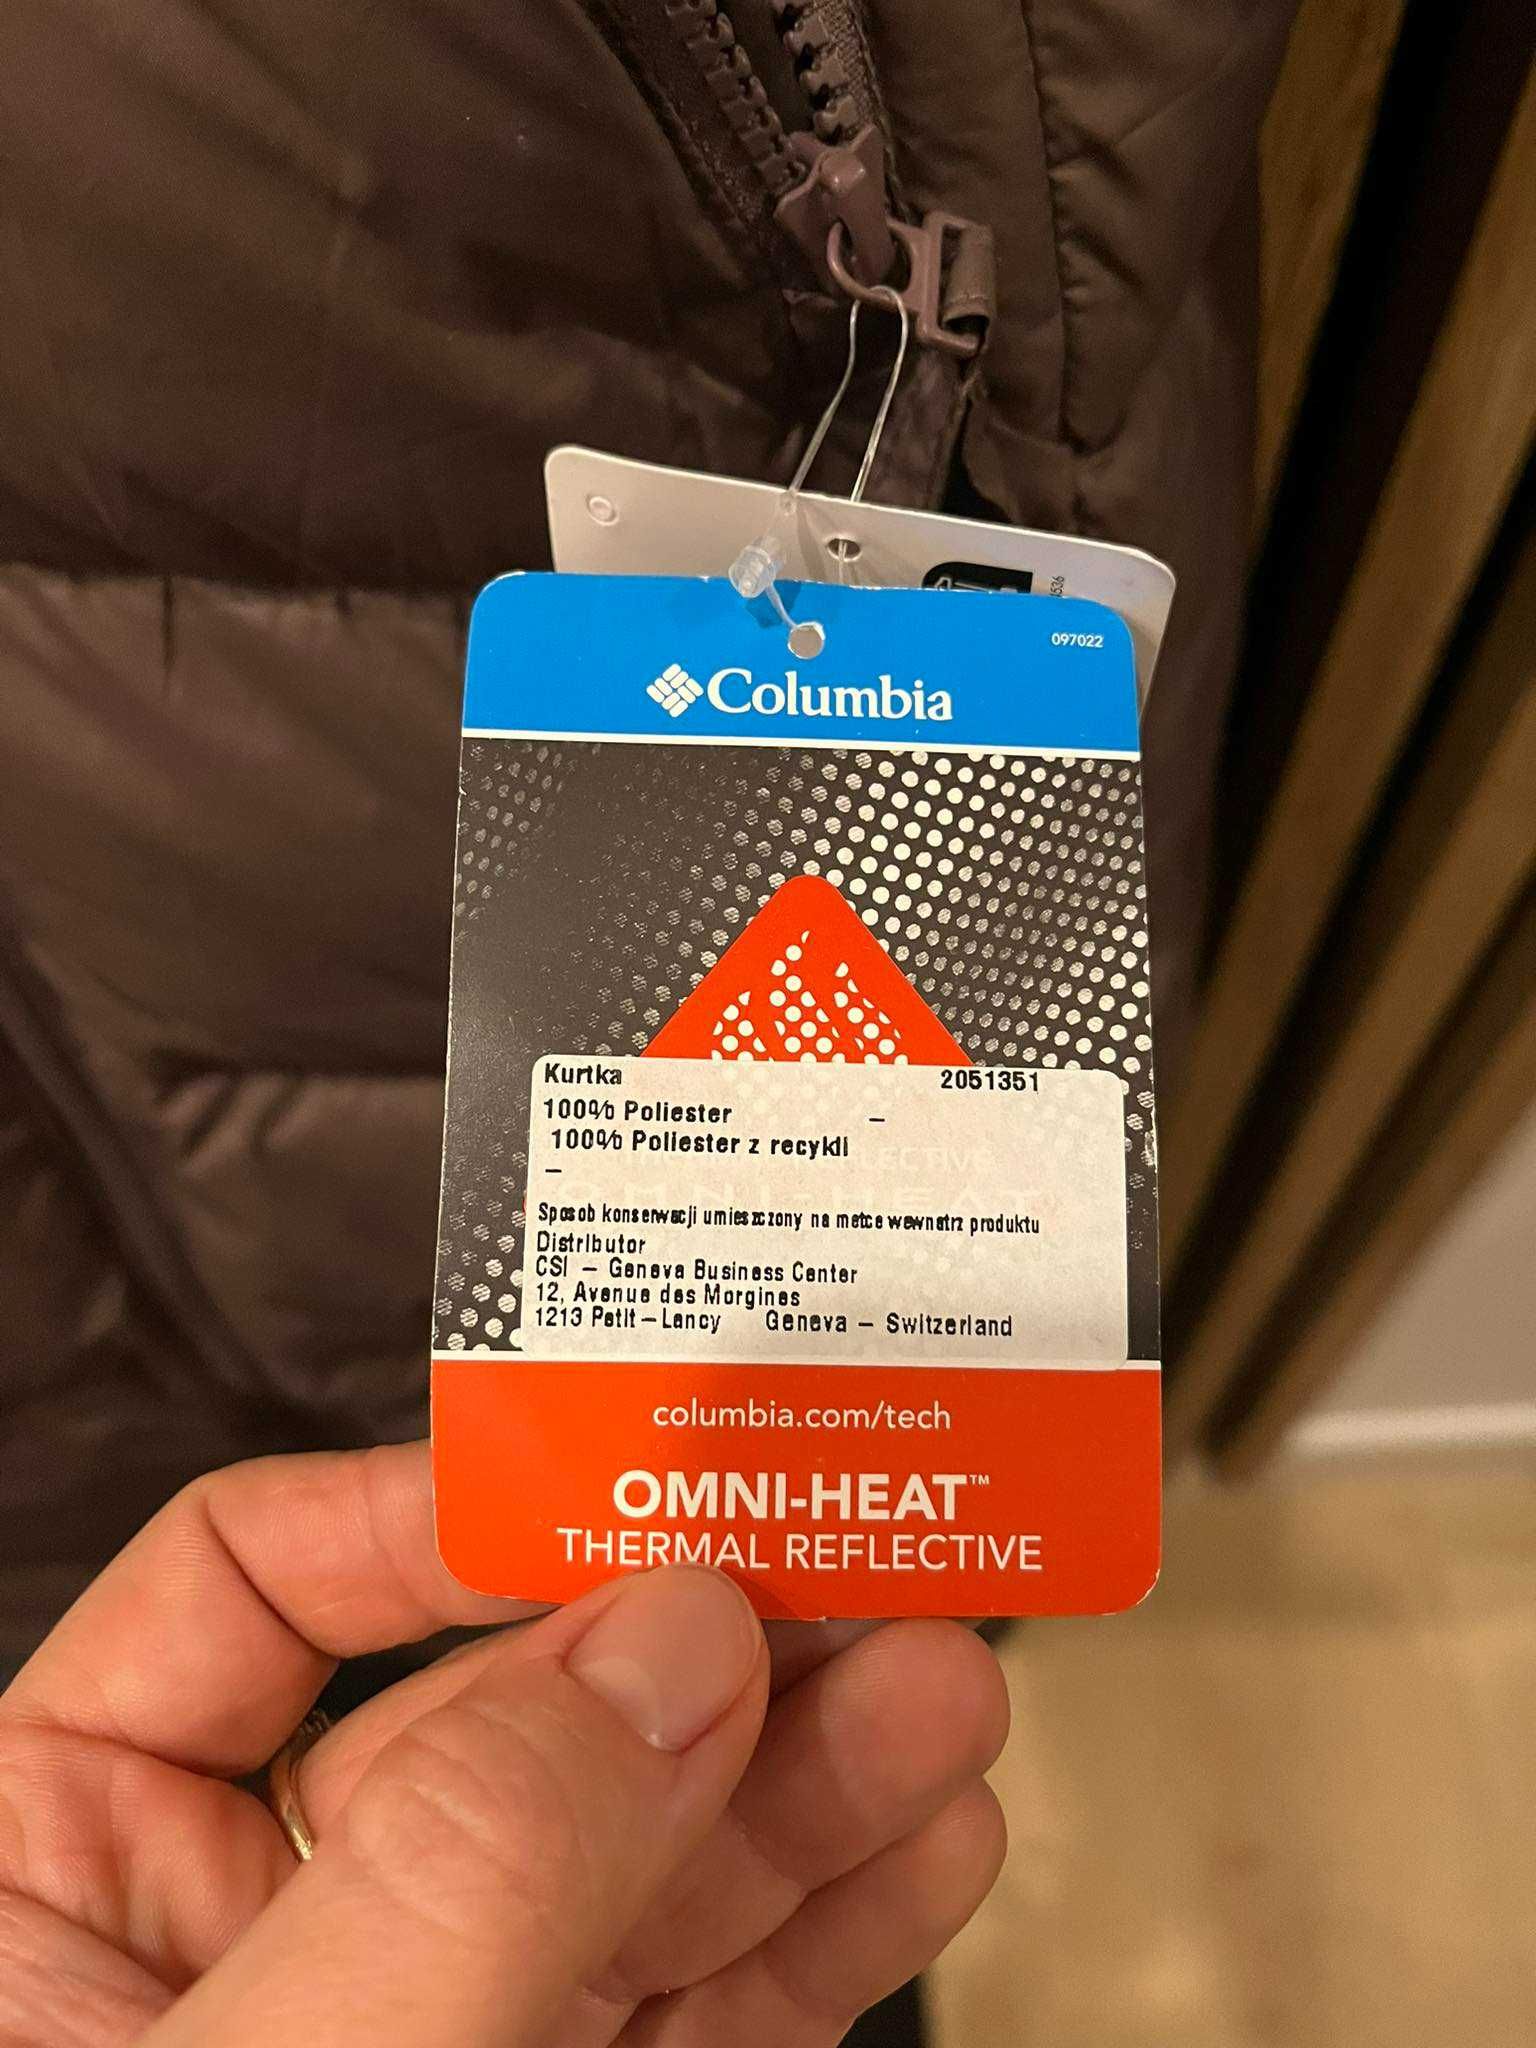 097022
Columbia
Kurtka 2051351
100% Poliester –
100% Poliester z recykli
–
Sposob konserwacji umieszczony na metce wewnatrz produktu
Distributor
CSI – Geneva Business Center
12, Avenue des Morgines
1213 Petit–Lancy Geneva – Switzerland
columbia.com/tech
OMNI-HEAT™
THERMAL REFLECTIVE